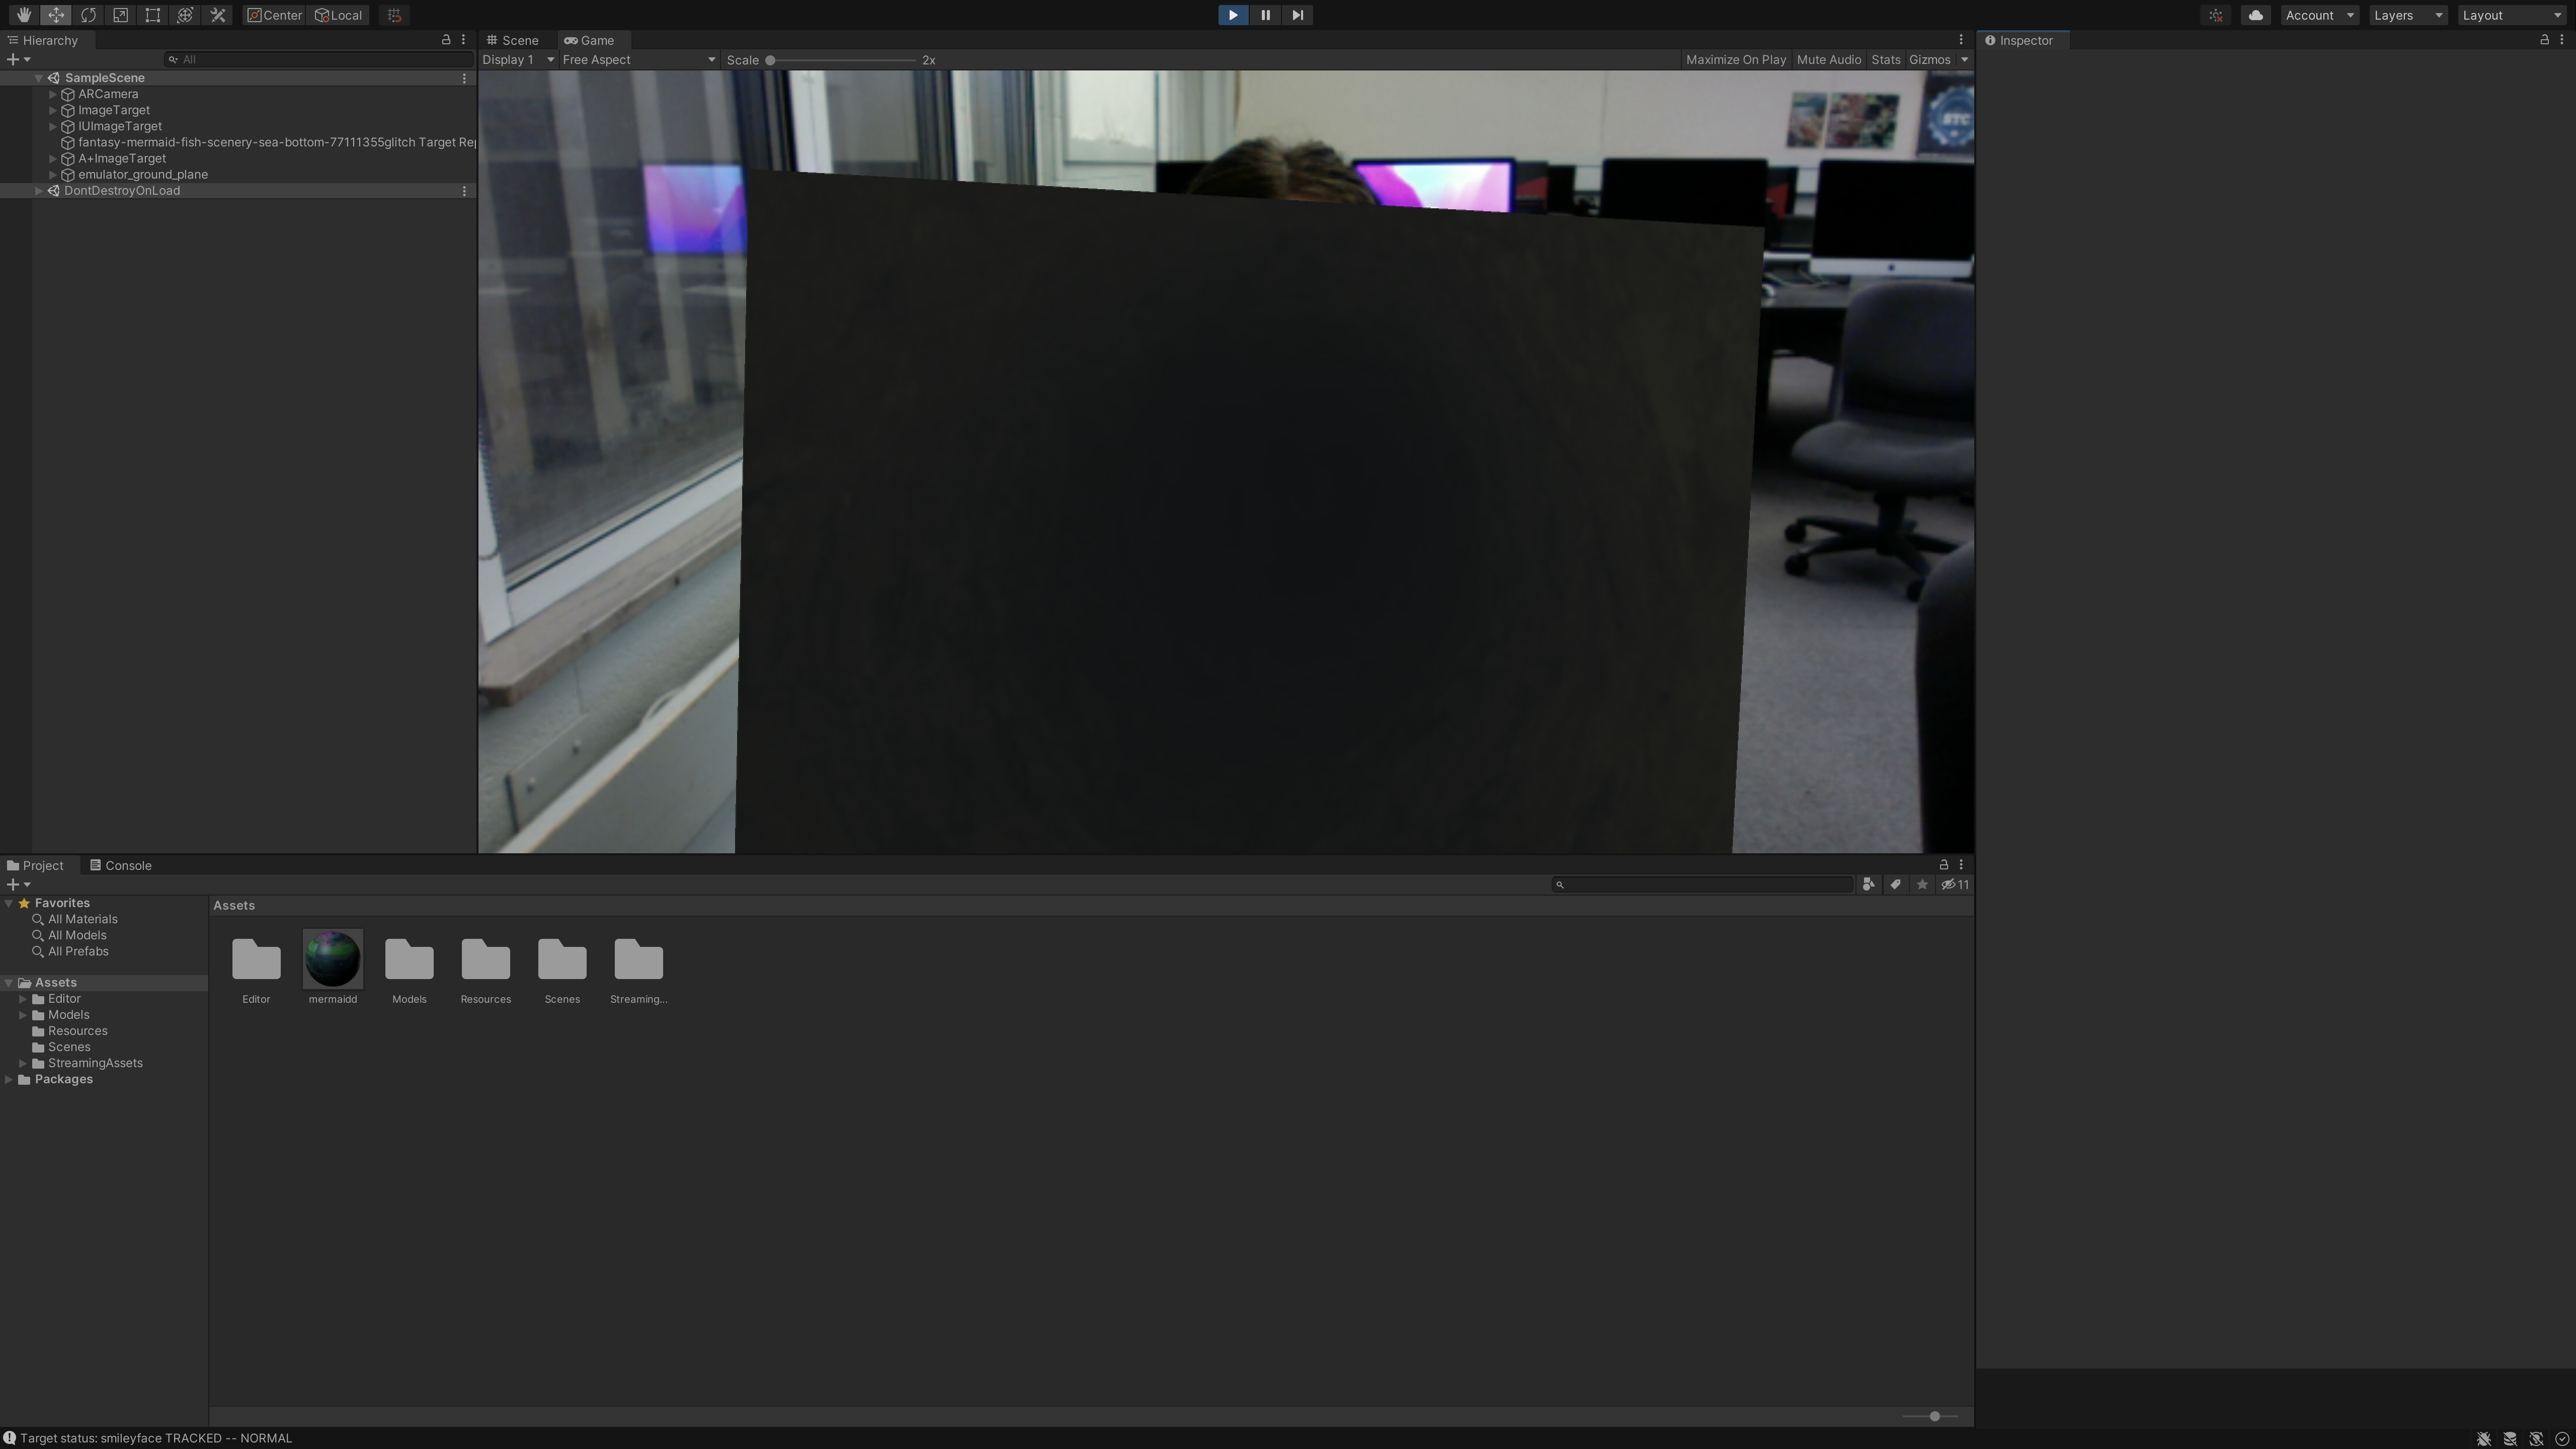 Center Local
Account Layers Layout
Hierarchy
All
SampleScene
ARCamera
ImageTarget
IUImageTarget
fantasy-mermaid-fish-scenery-sea-bottom-77111355glitch Target Rep
A+ImageTarget
emulator_ground_plane
DontDestroyOnLoad
Scene Game
Display 1 Free Aspect Scale 2x Maximize On Play Mute Audio Stats Gizmos
STC
Inspector
Project Console
11
Favorites
All Materials
All Models
All Prefabs
Assets
Editor
Models
Resources
Scenes
StreamingAssets
Packages
Assets
Editor mermaidd Models Resources Scenes Streaming...
Target status: smileyface TRACKED -- NORMAL